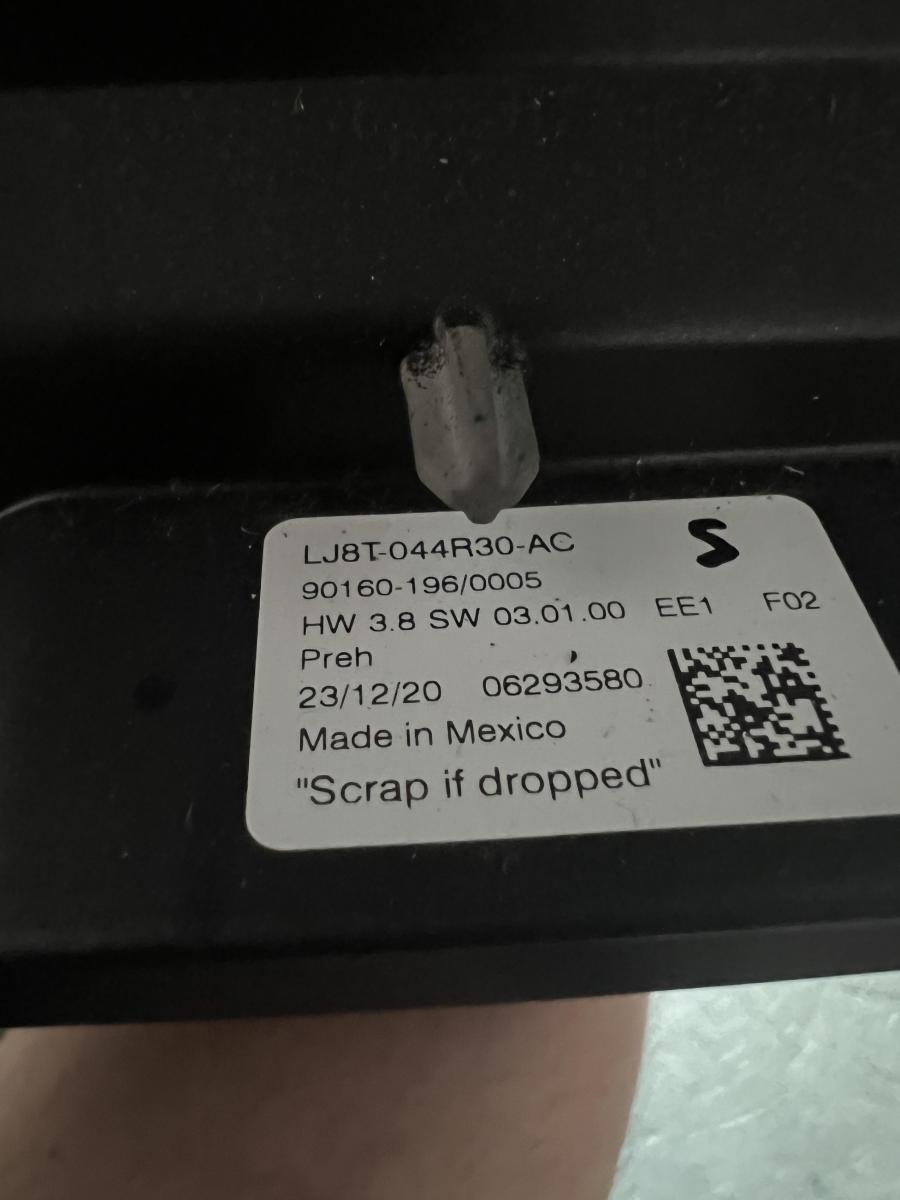 LJ8T-044R30-AC S
90160-196/0005
HW 3.8 SW 03.01.00 EE1 F02
Preh
23/12/20 06293580
Made in Mexico
"Scrap if dropped"